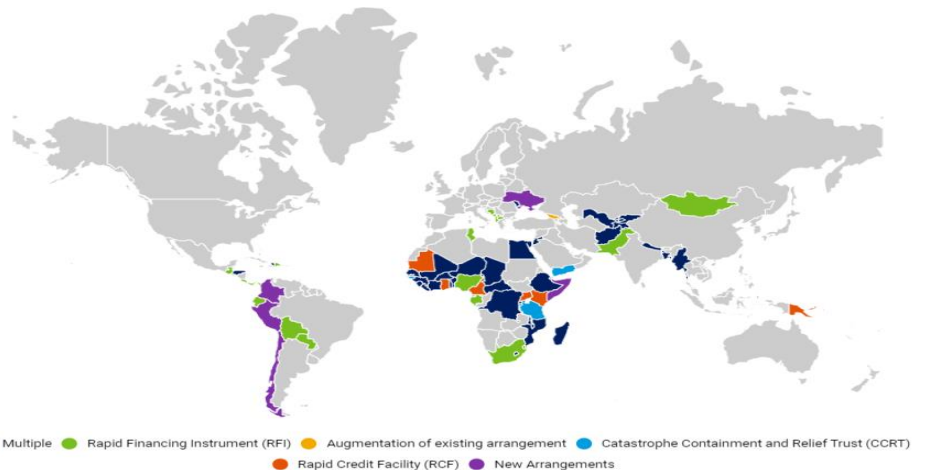 Multiple Rapid Financing Instrument (RFI) Augmentation of existing arrangement Catastrophe Containment and Relief Trust (CCRT)
Rapid Credit Facility (RCF) New Arrangements